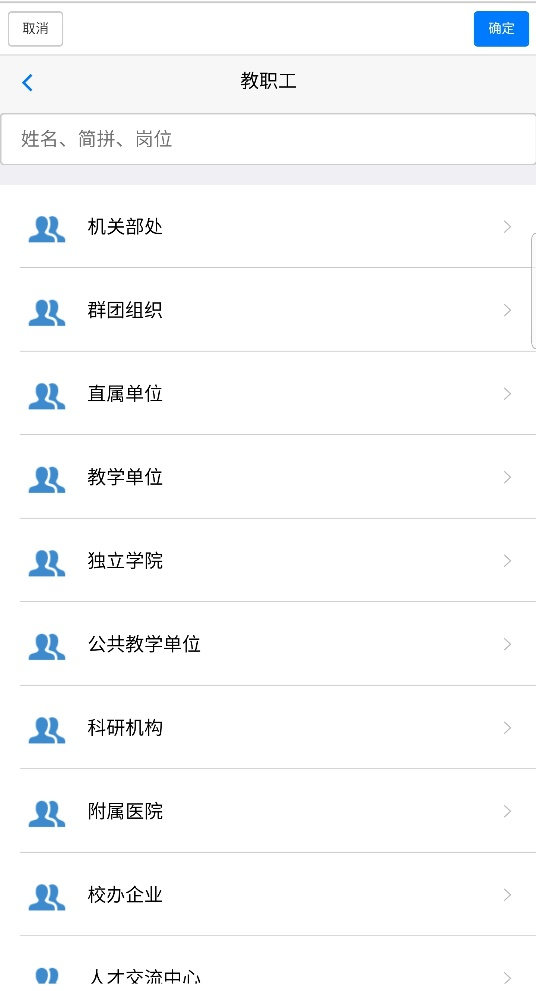 取消
确定
教职工
姓名、简拼、岗位
机关部处
群团组织
直属单位
教学单位
独立学院
公共教学单位
科研机构
附属医院
校办企业
人才交流中心